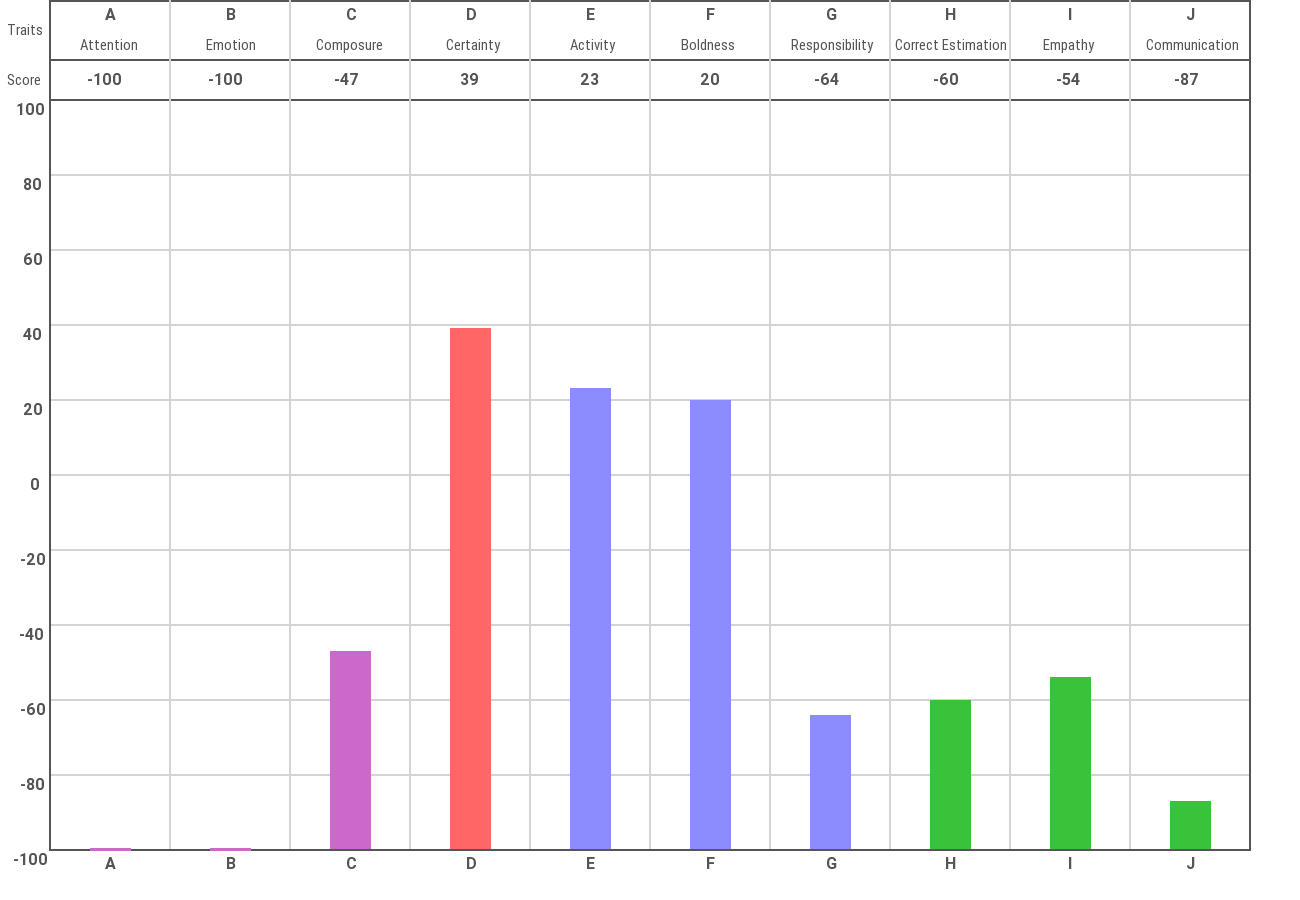 Traits A B C D E F G H I J
Attention Emotion Composure Certainty Activity Boldness Responsibility Correct Estimation Empathy Communication
Score -100 -100 -47 39 23 20 -64 -60 -54 -87
100
80
60
40
20
0
-20
-40
-60
-80
-100
A B C D E F G H I J